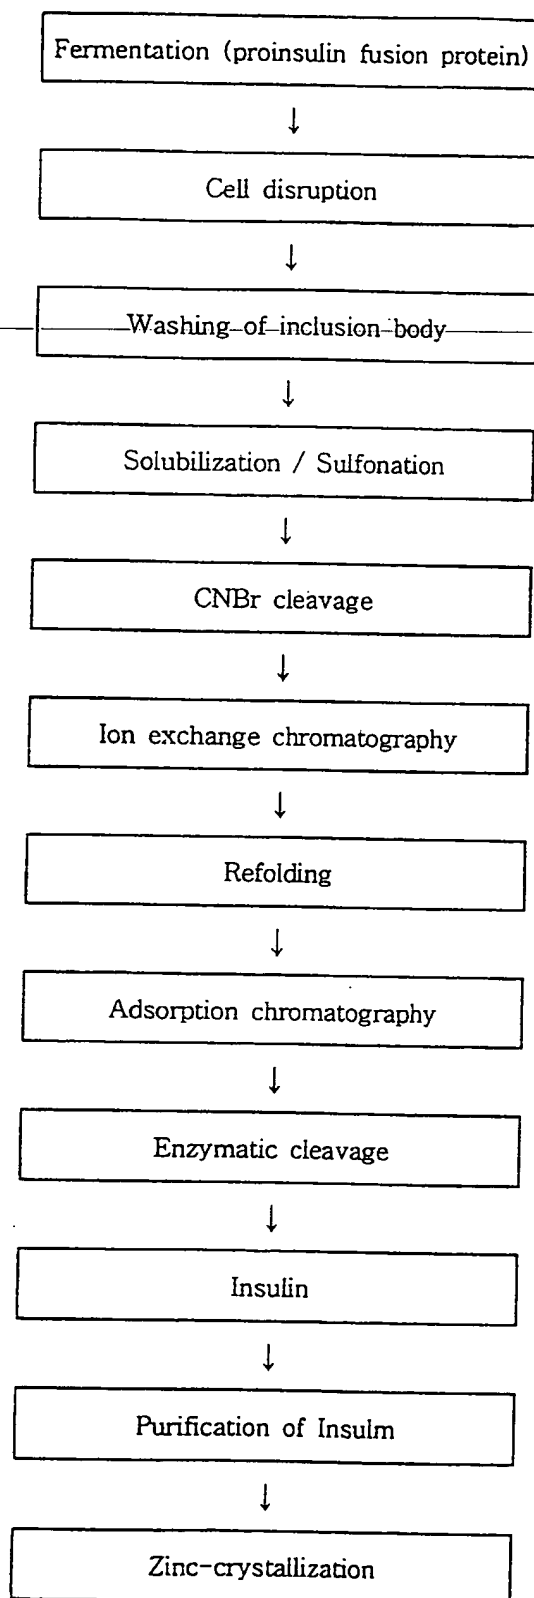 Fermentation (proinsulin fusion protein)
Cell disruption
Washing of inclusion body
Solubilization / Sulfonation
CNBr cleavage
Ion exchange chromatography
Refolding
Adsorption chromatography
Enzymatic cleavage
Insulin
Purification of Insulm
Zinc-crystallization